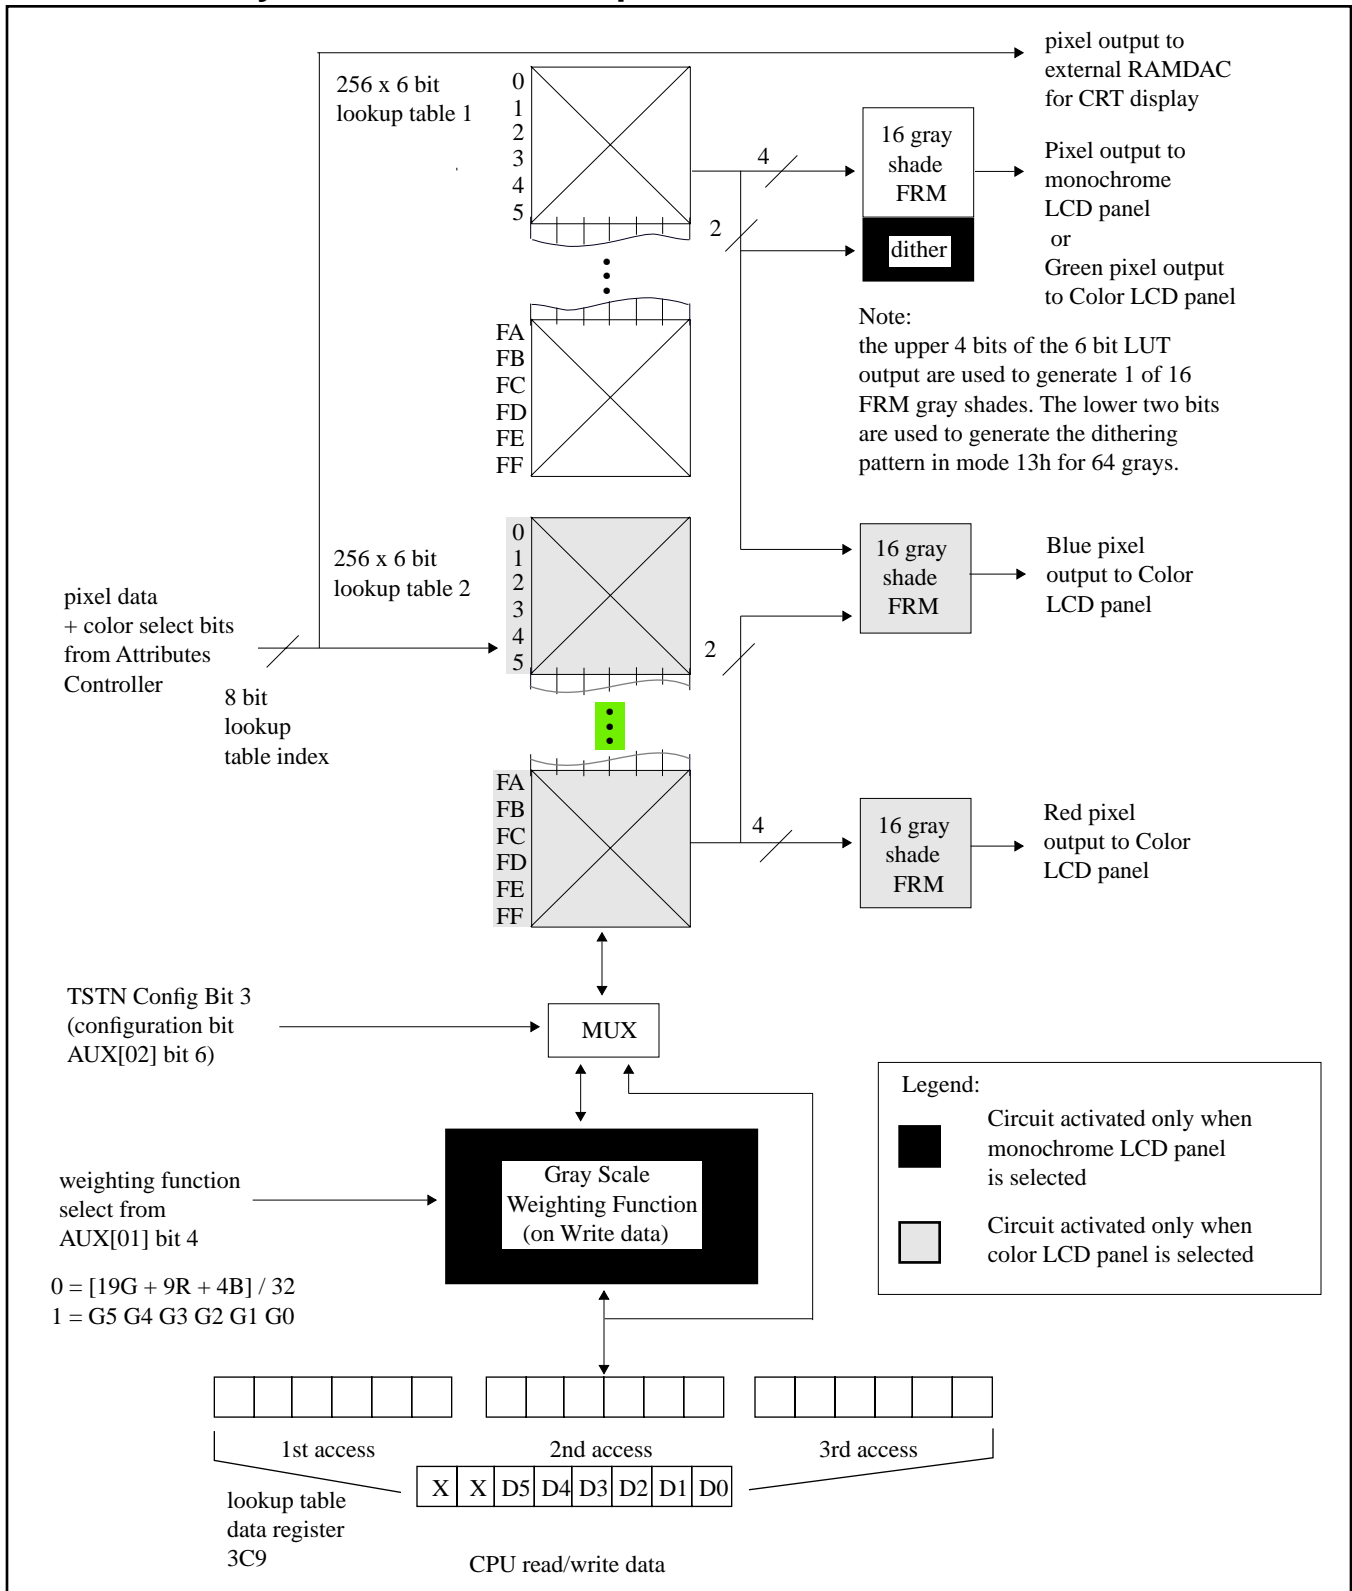 pixel output to
external RAMDAC
for CRT display
256 x 6 bit
lookup table 1
0
1
2
3
4
5
4
16 gray
shade
FRM
Pixel output to
monochrome
LCD panel
or
Green pixel output
to Color LCD panel
2
dither
FA
FB
FC
FD
FE
FF
Note:
the upper 4 bits of the 6 bit LUT
output are used to generate 1 of 16
FRM gray shades. The lower two bits
are used to generate the dithering
pattern in mode 13h for 64 grays.
256 x 6 bit
lookup table 2
0
1
2
3
4
5
16 gray
shade
FRM
Blue pixel
output to Color
LCD panel
pixel data
+ color select bits
from Attributes
Controller
2
8 bit
lookup
table index
FA
FB
FC
FD
FE
FF
4
16 gray
shade
FRM
Red pixel
output to Color
LCD panel
TSTN Config Bit 3
(configuration bit
AUX[02] bit 6)
MUX
Legend:
Circuit activated only when
monochrome LCD panel
is selected
Circuit activated only when
color LCD panel is selected
Gray Scale
Weighting Function
(on Write data)
weighting function
select from
AUX[01] bit 4
0 = [19G + 9R + 4B] / 32
1 = G5 G4 G3 G2 G1 G0
1st access
2nd access
3rd access
X X D5 D4 D3 D2 D1 D0
lookup table
data register
3C9
CPU read/write data